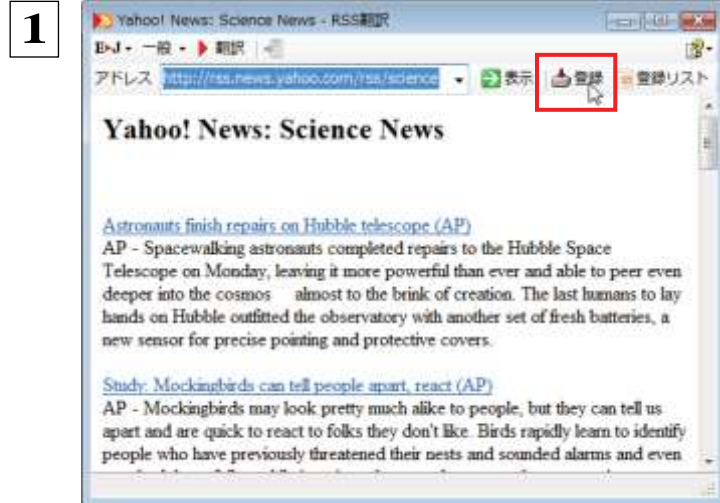 1
Yahoo! News: Science News - RSS翻訳
E▸J 一般 翻訳
アドレス http://rss.news.yahoo.com/rss/science 表示 登録 登録リスト
Yahoo! News: Science News
Astronauts finish repairs on Hubble telescope (AP)
AP - Spacewalking astronauts completed repairs to the Hubble Space
Telescope on Monday, leaving it more powerful than ever and able to peer even
deeper into the cosmos almost to the brink of creation. The last humans to lay
hands on Hubble outfitted the observatory with another set of fresh batteries, a
new sensor for precise pointing and protective covers.
Study: Mockingbirds can tell people apart, react (AP)
AP - Mockingbirds may look pretty much alike to people, but they can tell us
apart and are quick to react to folks they don't like. Birds rapidly learn to identify
people who have previously threatened their nests and sounded alarms and even